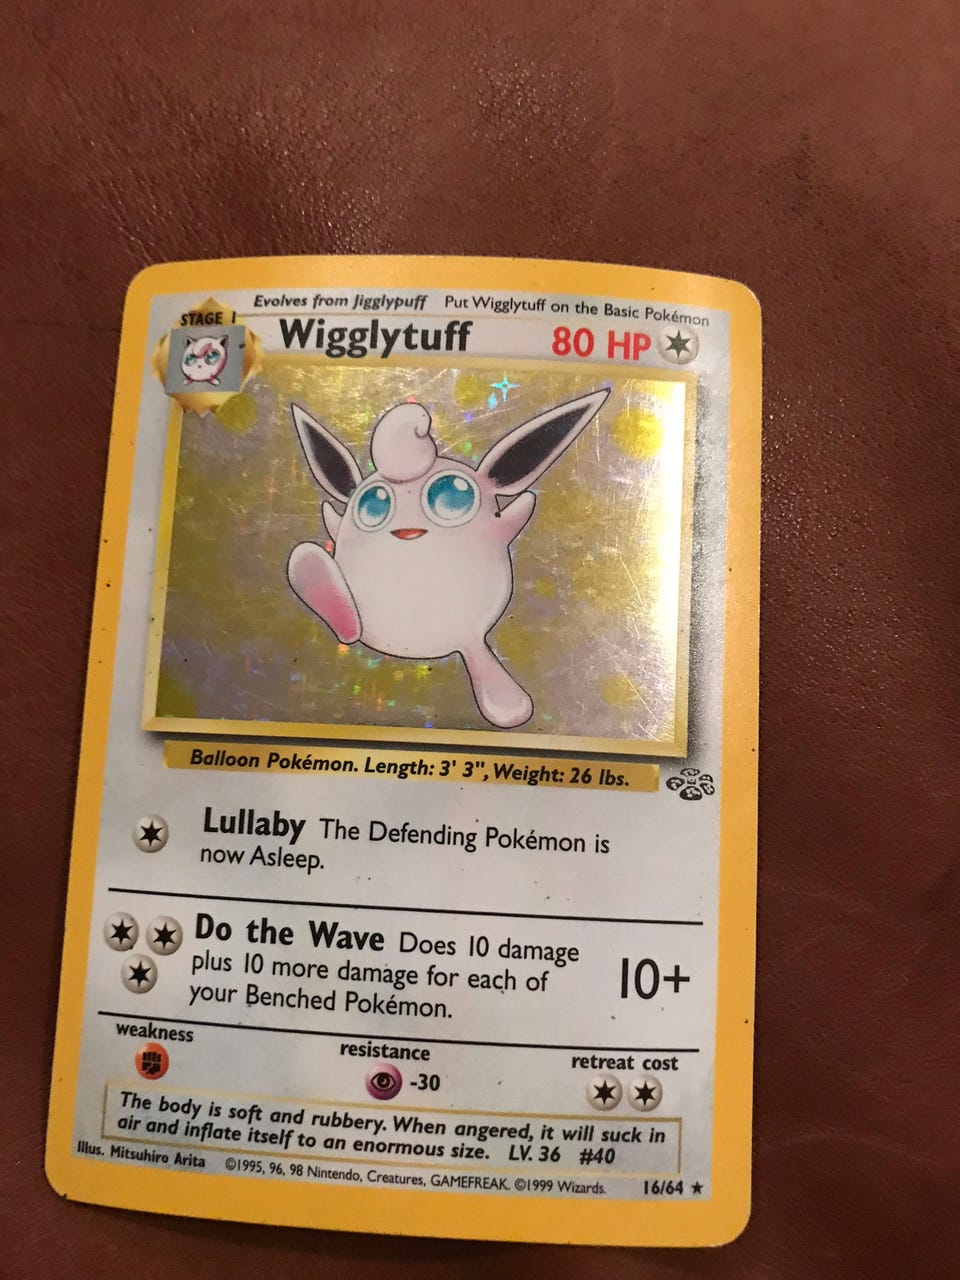 Evolves from Jigglypuff Put Wigglytuff on the Basic Pokémon
STAGE 1
Wigglytuff 80 HP
Balloon Pokémon. Length: 3' 3", Weight: 26 lbs.
Lullaby The Defending Pokémon is
now Asleep.
Do the Wave Does 10 damage
plus 10 more damage for each of
your Benched Pokémon.
10+
weakness
resistance
-30
retreat cost
The body is soft and rubbery. When angered, it will suck in
air and inflate itself to an enormous size. LV. 36 #40
Illus. Mitsuhiro Arita ©1995, 96, 98 Nintendo, Creatures, GAMEFREAK. ©1999 Wizards. 16/64 ★